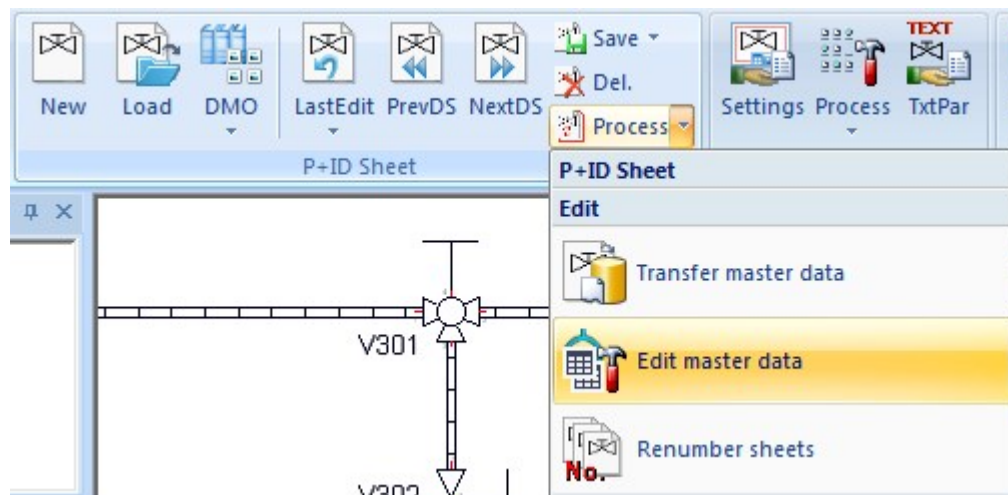 New
Load
DMO
LastEdit
PrevDS
NextDS
Save
Del.
Process
P+ID Sheet
Settings
Process
TEXT
TxtPar
P+ID Sheet
Edit
Transfer master data
Edit master data
No.
Renumber sheets
V301
V302